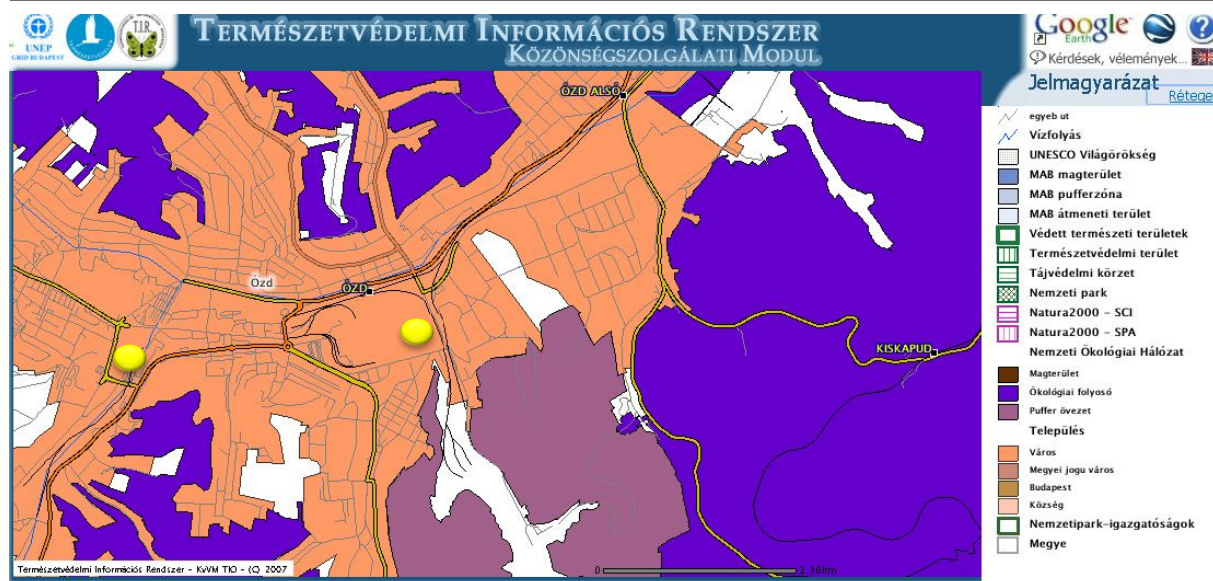 UNEP
GRID BUDAPEST
T.I.R.
TERMÉSZETVÉDELMI INFORMÁCIÓS RENDSZER
KÖZÖNSÉGSZOLGÁLATI MODUL
Google
Earth
?
Kérdések, vélemények...
Jelmagyarázat
Rétege
egyeb ut
Vízfolyás
UNESCO Világörökség
MAB magterület
MAB pufferzóna
MAB átmeneti terület
Védett természeti területek
Természetvédelmi terület
Tájvédelmi körzet
Nemzeti park
Natura2000 - SCI
Natura2000 - SPA
Nemzeti Ökológiai Hálózat
Magterület
Ökológiai folyosó
Puffer övezet
Település
Város
Megyei jogu város
Budapest
Község
Nemzetipark-igazgatóságok
Megye
ÓZD ALSÓ
Ózd
ÓZD
KISKAPUD
Természetvédelmi Információs Rendszer - KvVM TIO - (C) 2007
0
1.36km